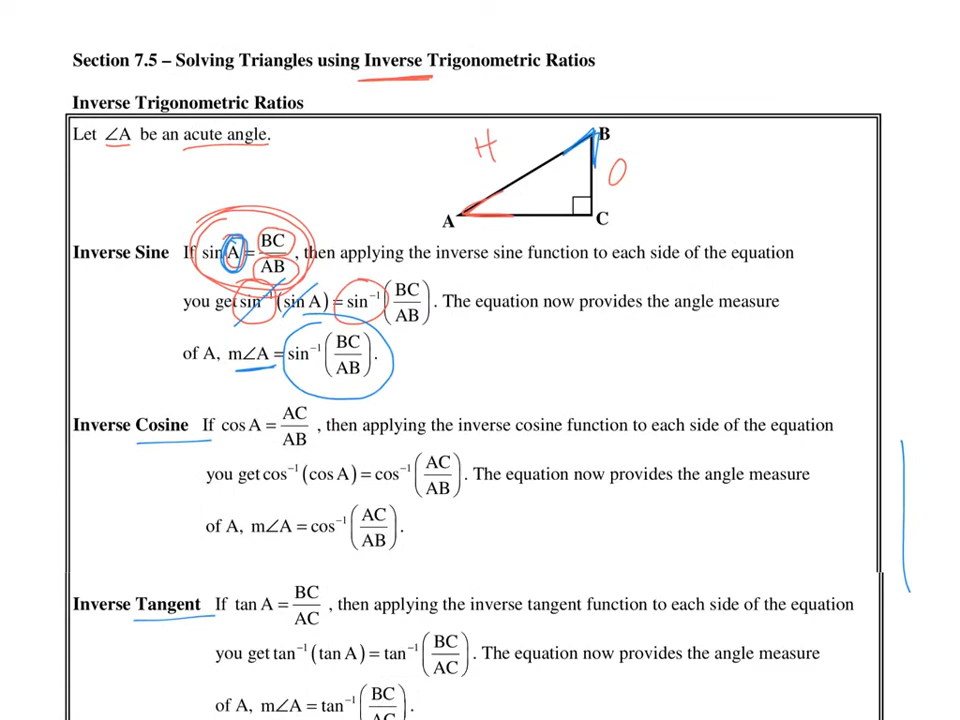 Section 7.5 – Solving Triangles using Inverse Trigonometric Ratios
Inverse Trigonometric Ratios
Let ∠A be an acute angle.
H
B
O
A
C
Inverse Sine If sin A = BC/AB, then applying the inverse sine function to each side of the equation
you get sin⁻¹(sin A) = sin⁻¹(BC/AB). The equation now provides the angle measure
of A, m∠A = sin⁻¹(BC/AB).
Inverse Cosine If cos A = AC/AB, then applying the inverse cosine function to each side of the equation
you get cos⁻¹(cos A) = cos⁻¹(AC/AB). The equation now provides the angle measure
of A, m∠A = cos⁻¹(AC/AB).
Inverse Tangent If tan A = BC/AC, then applying the inverse tangent function to each side of the equation
you get tan⁻¹(tan A) = tan⁻¹(BC/AC). The equation now provides the angle measure
of A, m∠A = tan⁻¹(BC/AC).